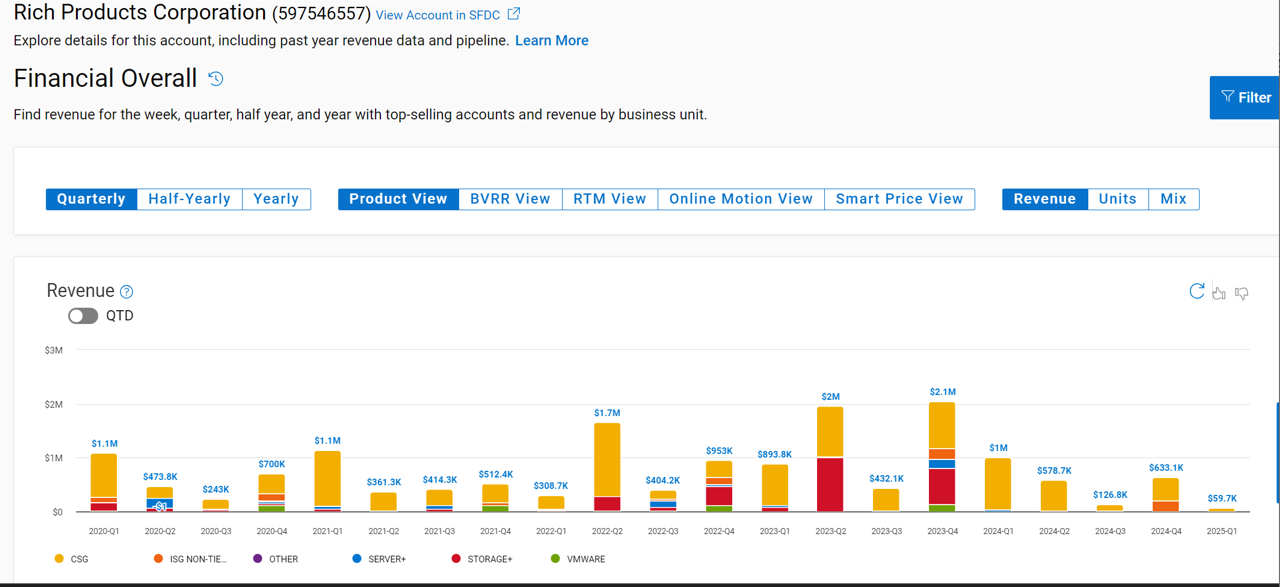 Rich Products Corporation (597546557) View Account in SFDC
Explore details for this account, including past year revenue data and pipeline. Learn More
Financial Overall
Filter
Find revenue for the week, quarter, half year, and year with top-selling accounts and revenue by business unit.
Quarterly Half-Yearly Yearly Product View BVRR View RTM View Online Motion View Smart Price View Revenue Units Mix
Revenue
QTD
$3M
$2M
$1M
$0
$1.1M
$473.8K
-$0
$243K
$700K
$1.1M
$361.3K
$414.3K
$512.4K
$308.7K
$1.7M
$404.2K
$953K
$893.8K
$2M
$432.1K
$2.1M
$1M
$578.7K
$126.8K
$633.1K
$59.7K
2020-Q1 2020-Q2 2020-Q3 2020-Q4 2021-Q1 2021-Q2 2021-Q3 2021-Q4 2022-Q1 2022-Q2 2022-Q3 2022-Q4 2023-Q1 2023-Q2 2023-Q3 2023-Q4 2024-Q1 2024-Q2 2024-Q3 2024-Q4 2025-Q1
CSG ISG NON-TIE... OTHER SERVER+ STORAGE+ VMWARE